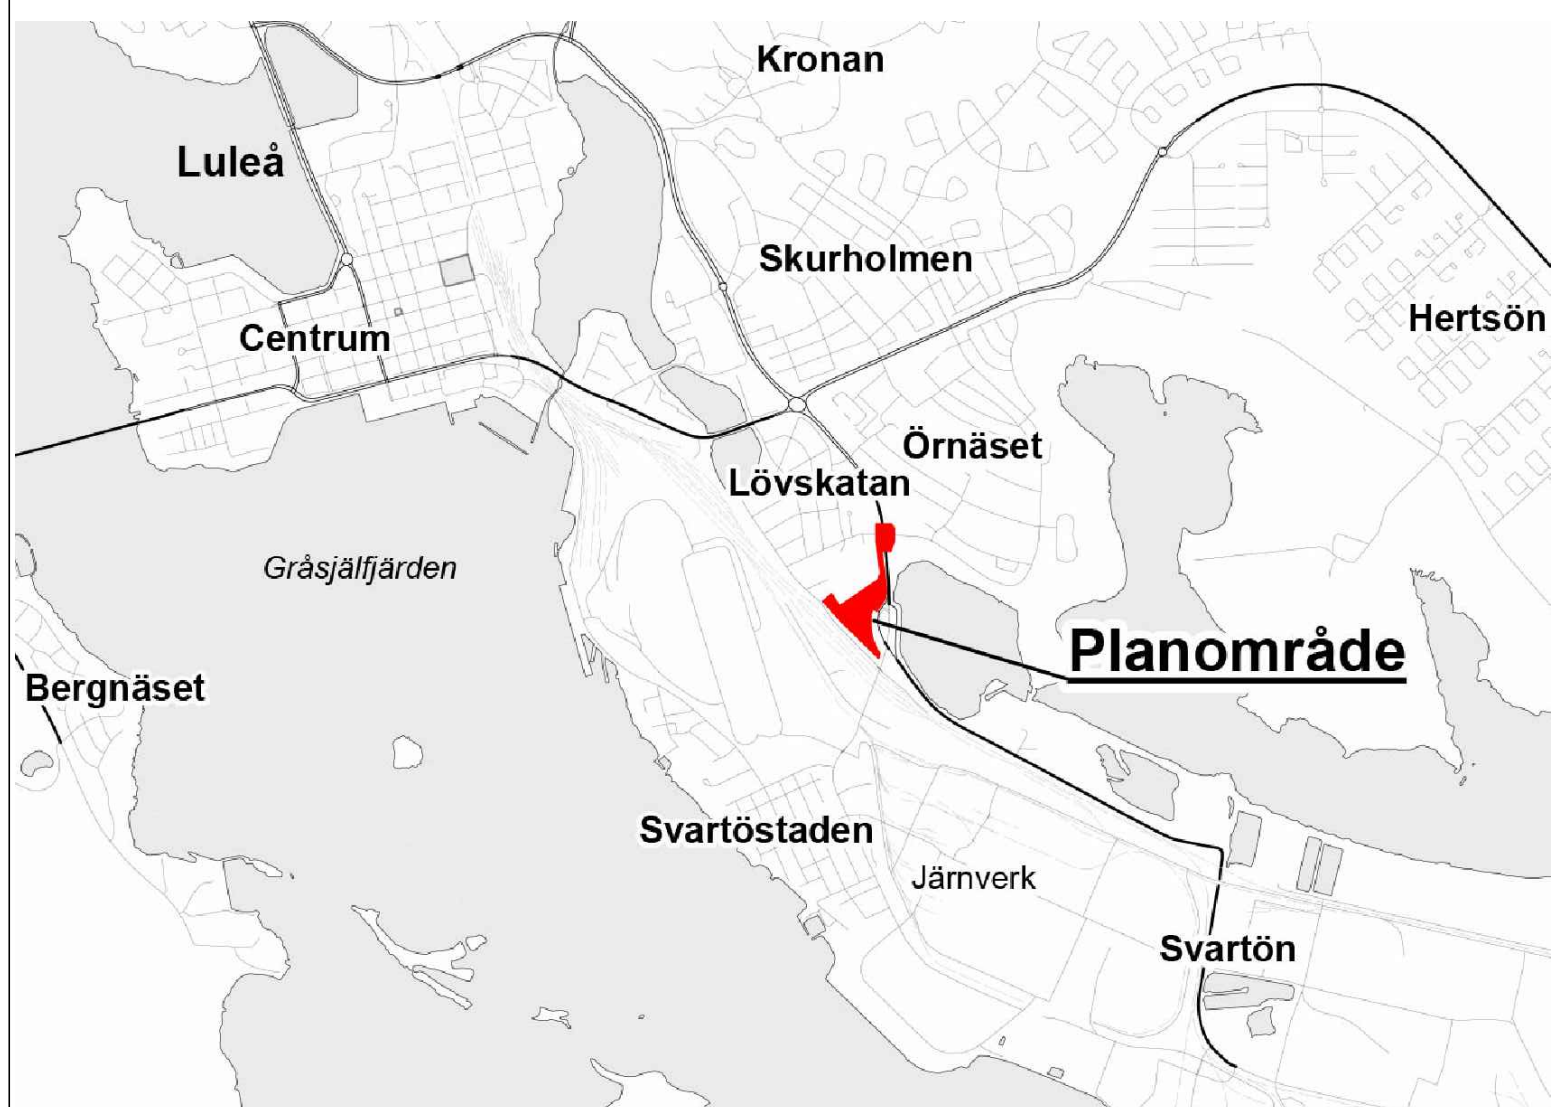 Kronan
Luleå
Skurholmen
Hertsön
Centrum
Örnäset
Lövskatan
Gråsjälfjärden
Planområde
Bergnäset
Svartöstaden
Järnverk
Svartön